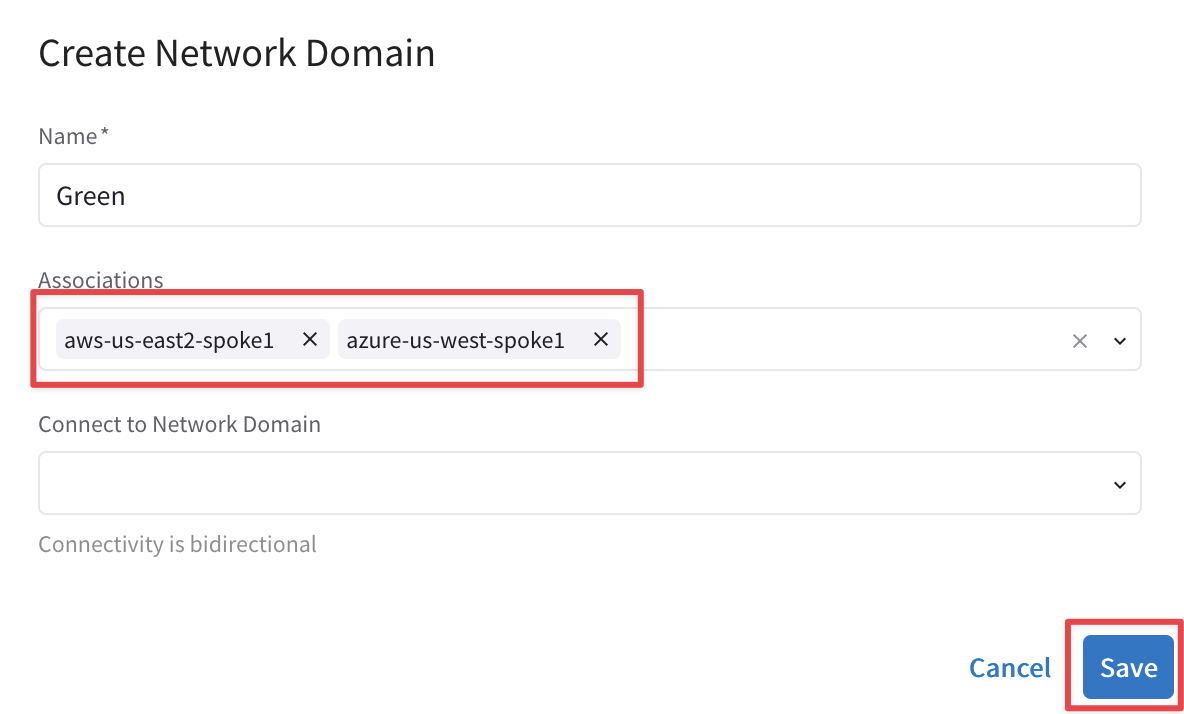 Create Network Domain
Name*
Green
Associations
aws-us-east2-spoke1 azure-us-west-spoke1
Connect to Network Domain
Connectivity is bidirectional
Cancel Save